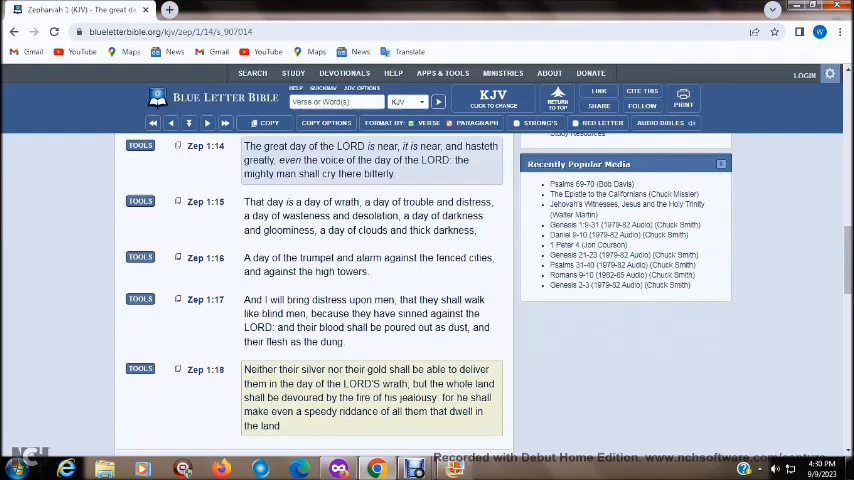 Zephaniah 1 (KJV) - The great da
blueletterbible.org/kjv/zep/1/14/s_907014
Gmail YouTube Maps News Gmail YouTube Maps News Translate
SEARCH STUDY DEVOTIONALS HELP APPS & TOOLS MINISTRIES ABOUT DONATE LOGIN
BLUE LETTER BIBLE
HELP QUICKNAV ADV. OPTIONS
Verse or Word(s) KJV
KJV
CLICK TO CHANGE
RETURN TO TOP
LINK CITE THIS
SHARE FOLLOW
PRINT
COPY COPY OPTIONS FORMAT BY: VERSE PARAGRAPH STRONG'S RED LETTER AUDIO BIBLES
TOOLS Zep 1:14 The great day of the LORD is near, it is near, and hasteth
greatly, even the voice of the day of the LORD: the
mighty man shall cry there bitterly.
TOOLS Zep 1:15 That day is a day of wrath, a day of trouble and distress,
a day of wasteness and desolation, a day of darkness
and gloominess, a day of clouds and thick darkness,
TOOLS Zep 1:16 A day of the trumpet and alarm against the fenced cities,
and against the high towers.
TOOLS Zep 1:17 And I will bring distress upon men, that they shall walk
like blind men, because they have sinned against the
LORD: and their blood shall be poured out as dust, and
their flesh as the dung.
TOOLS Zep 1:18 Neither their silver nor their gold shall be able to deliver
them in the day of the LORD'S wrath; but the whole land
shall be devoured by the fire of his jealousy: for he shall
make even a speedy riddance of all them that dwell in
the land.
Study Resources
Recently Popular Media
Psalms 69-70 (Bob Davis)
The Epistle to the Californians (Chuck Missler)
Jehovah's Witnesses, Jesus and the Holy Trinity
(Walter Martin)
Genesis 1:9-31 (1979-82 Audio) (Chuck Smith)
Daniel 9-10 (1979-82 Audio) (Chuck Smith)
1 Peter 4 (Jon Courson)
Genesis 21-23 (1979-82 Audio) (Chuck Smith)
Psalms 31-40 (1979-82 Audio) (Chuck Smith)
Romans 9-10 (1982-85 Audio) (Chuck Smith)
Genesis 2-3 (1979-82 Audio) (Chuck Smith)
NCH
Recorded with Debut Home Edition. www.nchsoftware.com/capture
4:30 PM
9/9/2023